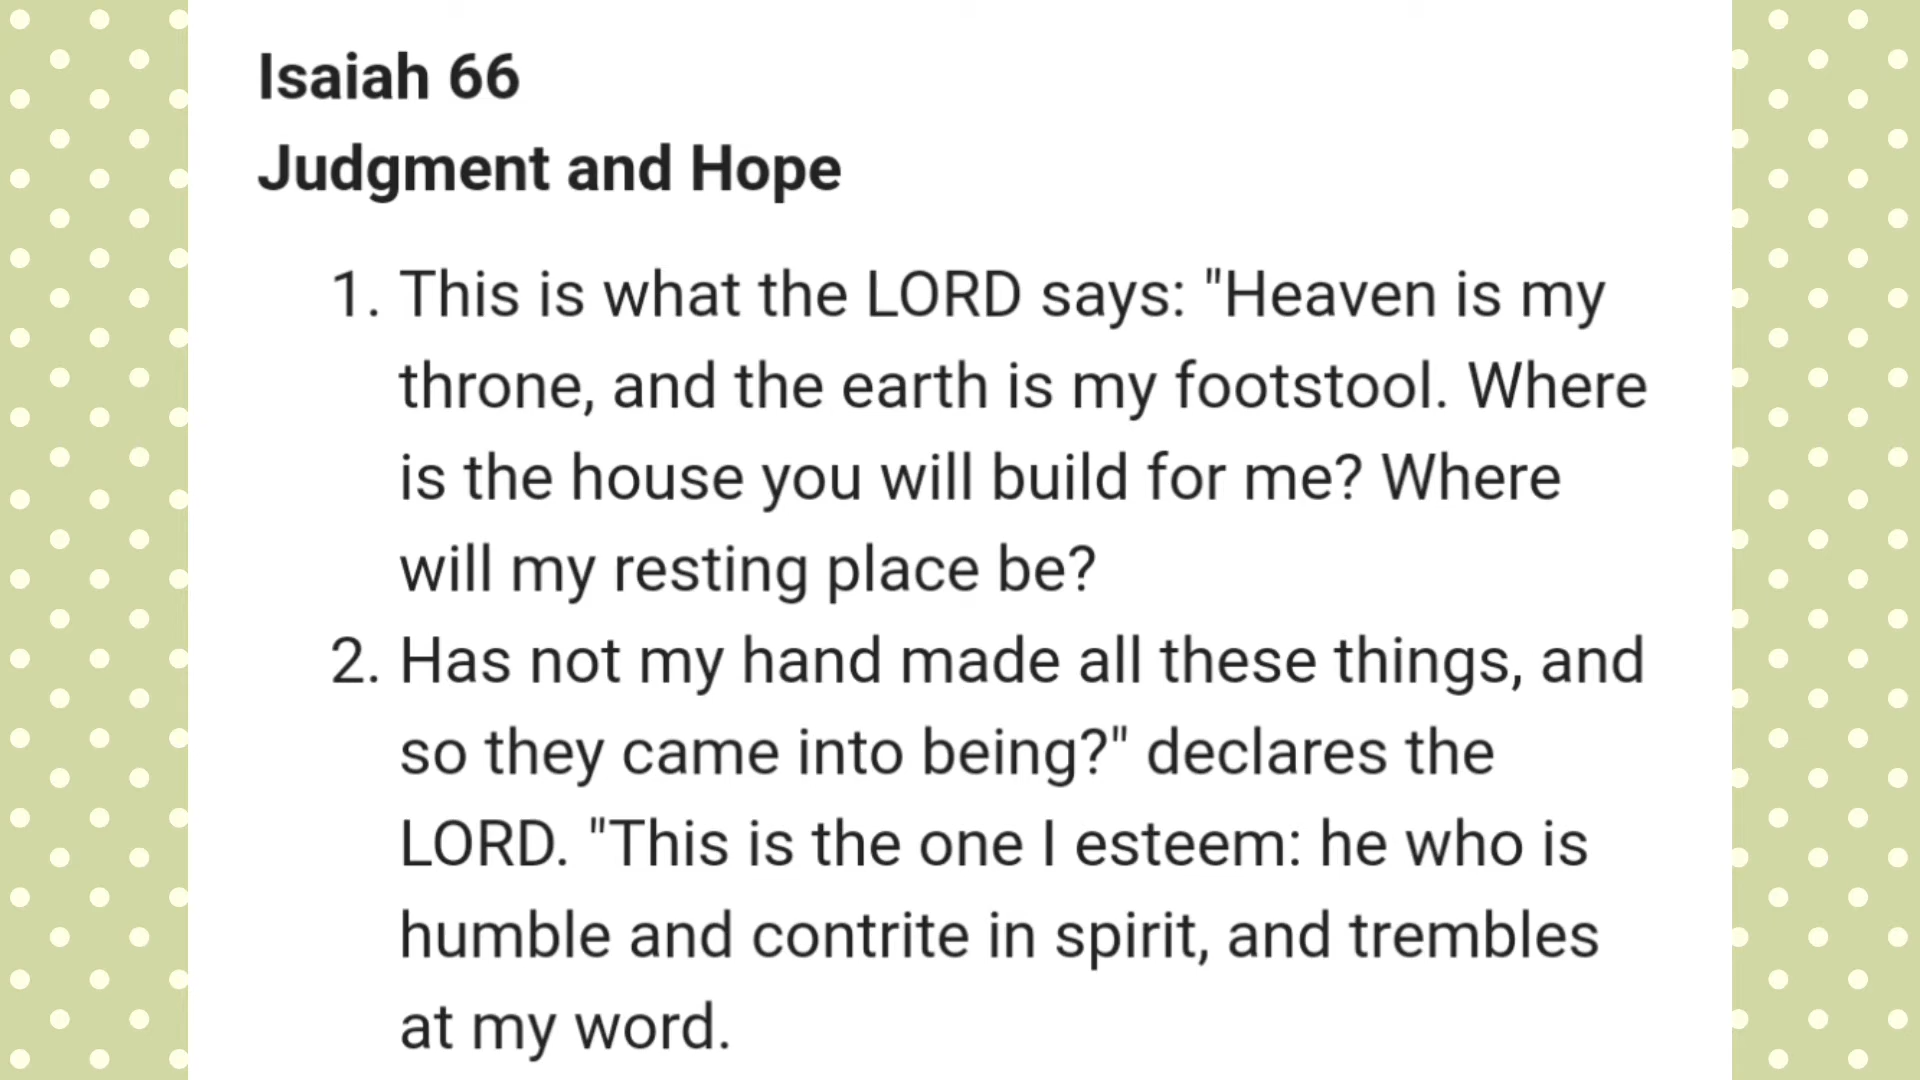 Isaiah 66
Judgment and Hope
1. This is what the LORD says: "Heaven is my
throne, and the earth is my footstool. Where
is the house you will build for me? Where
will my resting place be?
2. Has not my hand made all these things, and
so they came into being?" declares the
LORD. "This is the one I esteem: he who is
humble and contrite in spirit, and trembles
at my word.